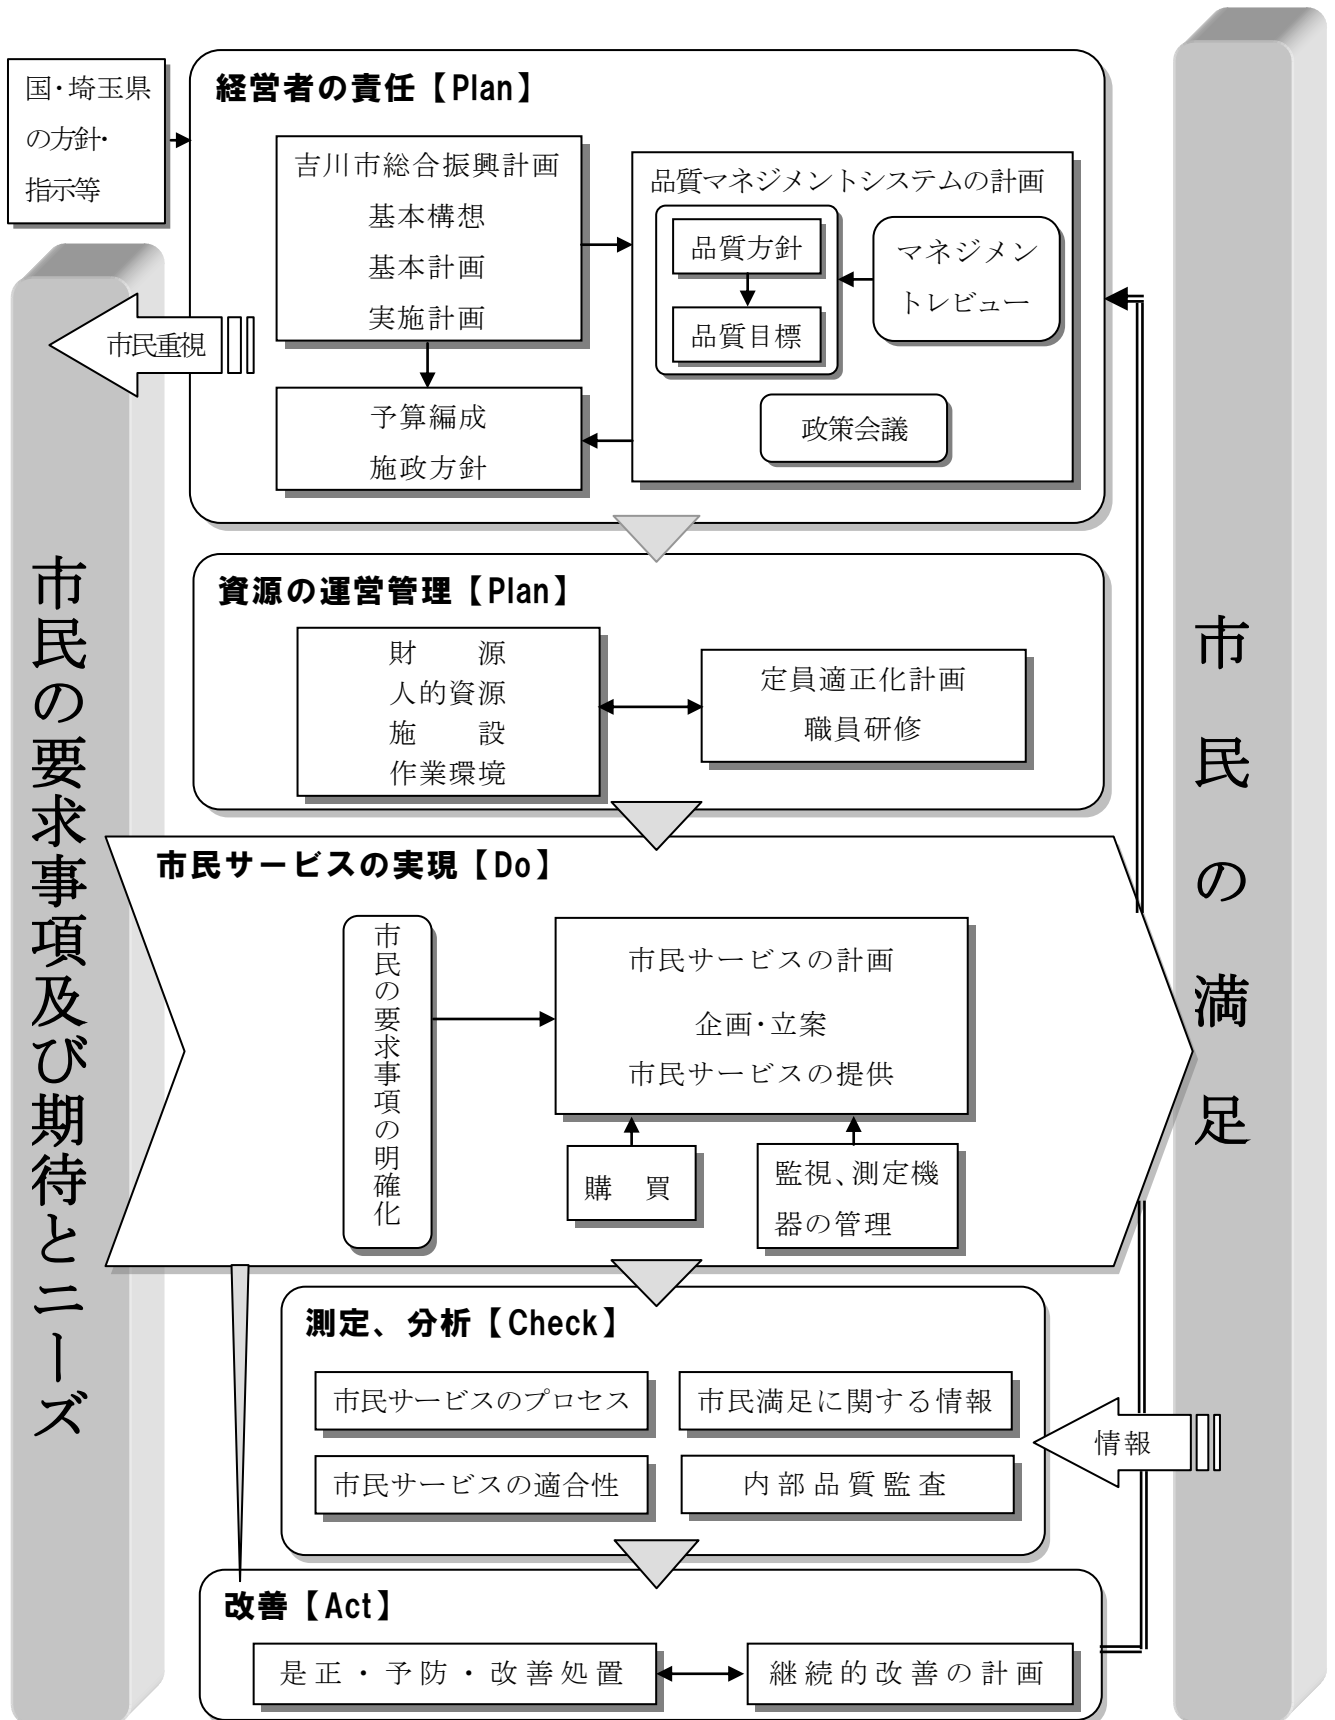 国・埼玉県
の方針・
指示等
経営者の責任【Plan】
吉川市総合振興計画
基本構想
基本計画
実施計画
品質マネジメントシステムの計画
品質方針
品質目標
マネジメン
トレビュー
政策会議
予算編成
施政方針
市民重視
市民の要求事項及び期待とニーズ
市民の満足
資源の運営管理【Plan】
財　源
人的資源
施　設
作業環境
定員適正化計画
職員研修
市民サービスの実現【Do】
市民の要求事項の明確化
市民サービスの計画
企画・立案
市民サービスの提供
購　買
監視、測定機
器の管理
測定、分析【Check】
市民サービスのプロセス
市民満足に関する情報
市民サービスの適合性
内部品質監査
情報
改善【Act】
是正・予防・改善処置
継続的改善の計画